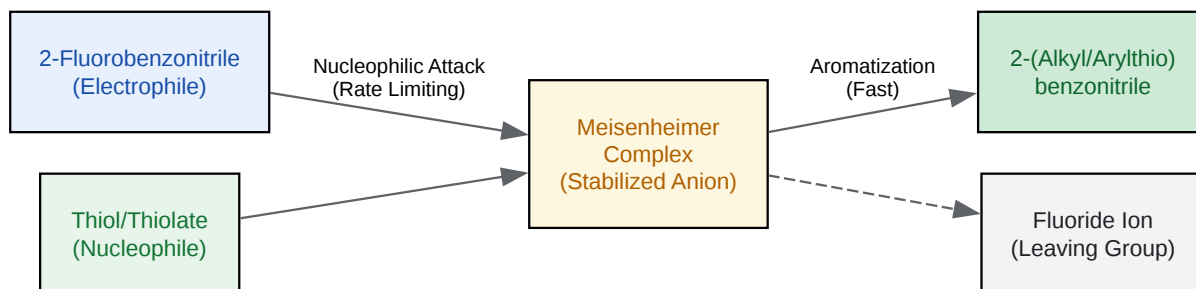 2-Fluorobenzonitrile
(Electrophile)
Thiol/Thiolate
(Nucleophile)
Nucleophilic Attack
(Rate Limiting)
Meisenheimer
Complex
(Stabilized Anion)
Aromatization
(Fast)
2-(Alkyl/Arylthio)
benzonitrile
Fluoride Ion
(Leaving Group)